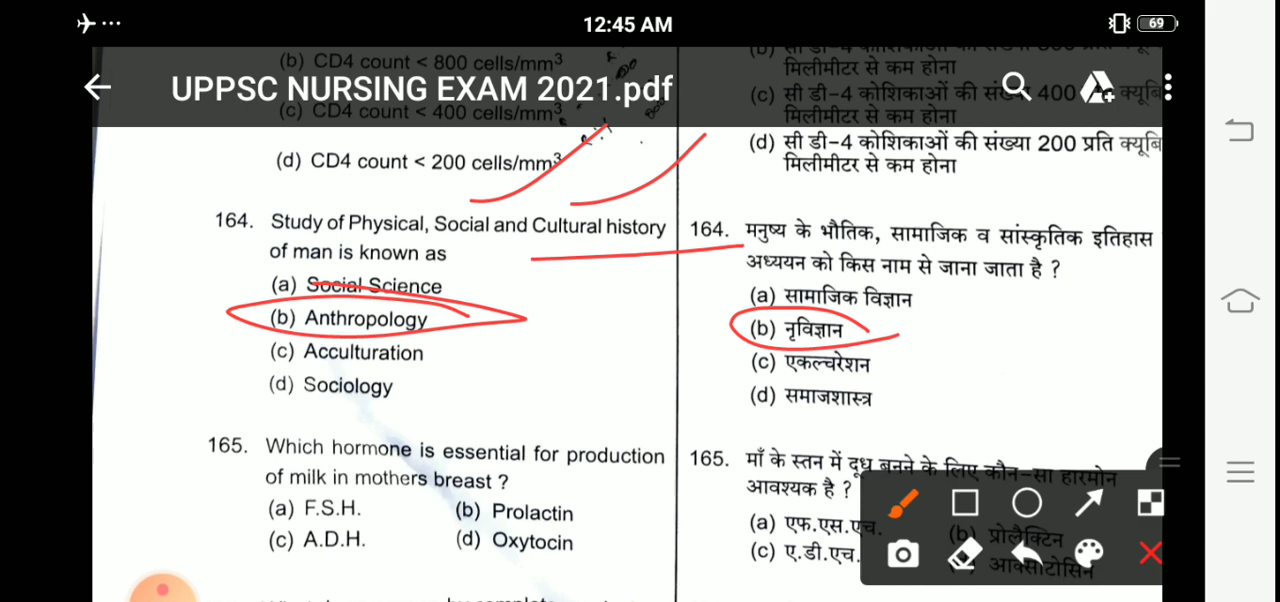 12:45 AM
69
UPPSC NURSING EXAM 2021.pdf
(b) CD4 count < 800 cells/mm³
(c) CD4 count < 400 cells/mm³
(d) CD4 count < 200 cells/mm³
164. Study of Physical, Social and Cultural history
of man is known as
(a) Social Science
(b) Anthropology
(c) Acculturation
(d) Sociology
165. Which hormone is essential for production
of milk in mothers breast ?
(a) F.S.H. (b) Prolactin
(c) A.D.H. (d) Oxytocin
मिलीमीटर से कम होना
(c) सी डी-4 कोशिकाओं की 400 क्यूबि
मिलीमीटर से कम होना
(d) सी डी-4 कोशिकाओं की संख्या 200 प्रति क्यूबि
मिलीमीटर से कम होना
164. मनुष्य के भौतिक, सामाजिक व सांस्कृतिक इतिहास
अध्ययन को किस नाम से जाना जाता है ?
(a) सामाजिक विज्ञान
(b) नृविज्ञान
(c) एकल्चरेशन
(d) समाजशास्त्र
165. माँ के स्तन में दूध बनने के लिए कौन-सा हारमोन
आवश्यक है ?
(a) एफ.एस.एच. (b) प्रोलैक्टिन
(c) ए.डी.एच. आक्सीटोसिन